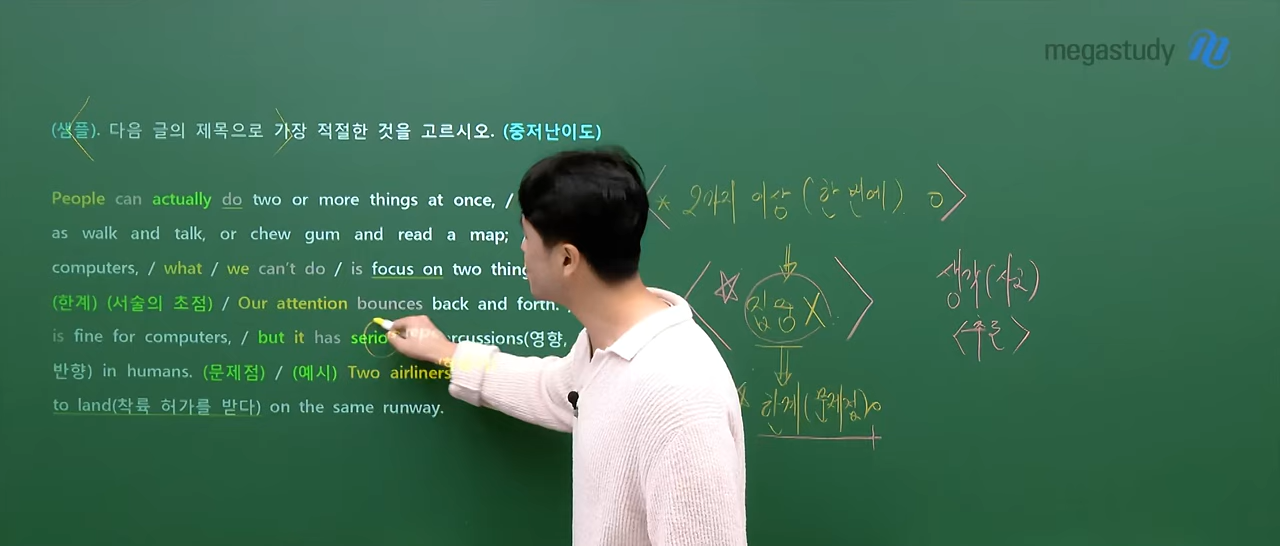 megastudy
(샘플). 다음 글의 제목으로 가장 적절한 것을 고르시오. (중저난이도)
People can actually do two or more things at once, /
as walk and talk, or chew gum and read a map; /
computers, / what / we can't do / is focus on two thing
(한계) (서술의 초점) / Our attention bounces back and forth.
is fine for computers, / but it has serio repercussions(영향,
반향) in humans. (문제점) / (예시) Two airliners
to land(착륙 허가를 받다) on the same runway.
* 2가지 이상 (한 번에). O
집중 X
한계(문제점)o
생각(사고)
<추론>